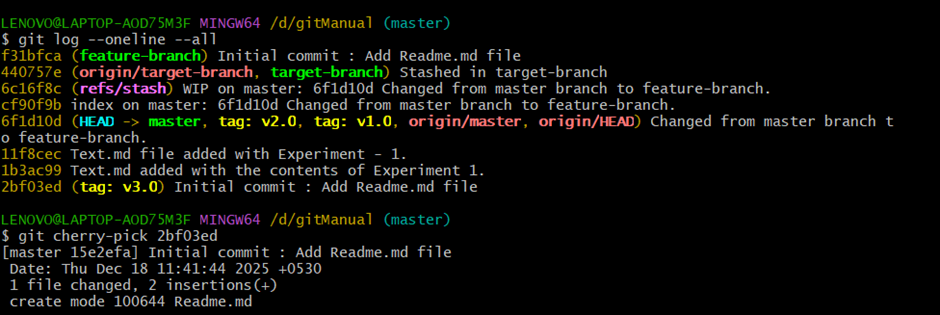 LENOVO@LAPTOP-AOD75M3F MINGW64 /d/gitManual (master)
$ git log --oneline --all
f31bfca (feature-branch) Initial commit : Add Readme.md file
440757e (origin/target-branch, target-branch) Stashed in target-branch
6c16f8c (refs/stash) WIP on master: 6f1d10d Changed from master branch to feature-branch.
cf90f9b index on master: 6f1d10d Changed from master branch to feature-branch.
6f1d10d (HEAD -> master, tag: v2.0, tag: v1.0, origin/master, origin/HEAD) Changed from master branch t
o feature-branch.
11f8cec Text.md file added with Experiment - 1.
1b3ac99 Text.md added with the contents of Experiment 1.
2bf03ed (tag: v3.0) Initial commit : Add Readme.md file
LENOVO@LAPTOP-AOD75M3F MINGW64 /d/gitManual (master)
$ git cherry-pick 2bf03ed
[master 15e2efa] Initial commit : Add Readme.md file
Date: Thu Dec 18 11:41:44 2025 +0530
1 file changed, 2 insertions(+)
create mode 100644 Readme.md